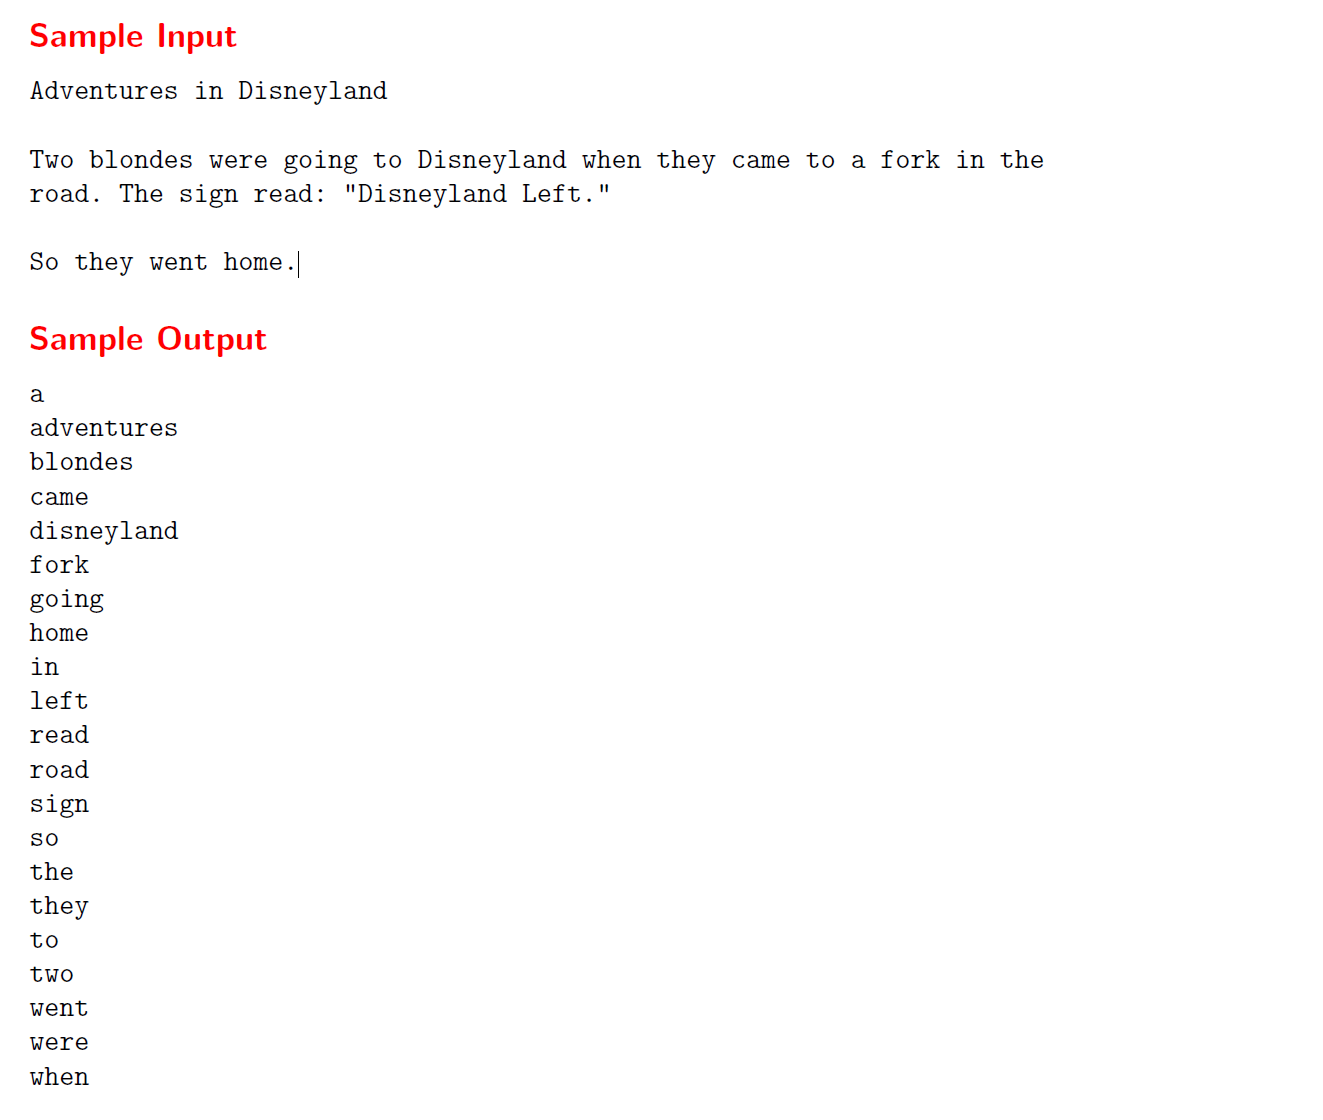 Sample Input
Adventures in Disneyland
Two blondes were going to Disneyland when they came to a fork in the
road. The sign read: "Disneyland Left."
So they went home.
Sample Output
a
adventures
blondes
came
disneyland
fork
going
home
in
left
read
road
sign
so
the
they
to
two
went
were
when